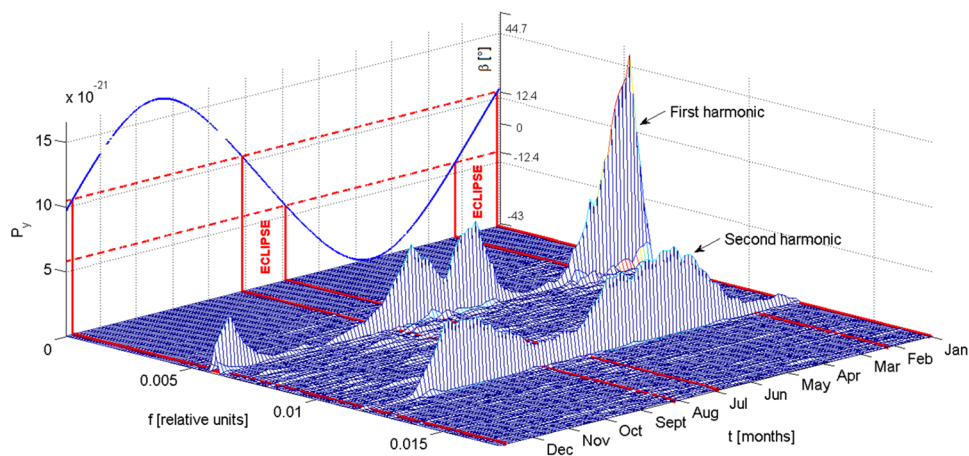 44.7
β [°]
x 10⁻²¹
12.4
0
-12.4
-43
15
10
5
0
P_y
ECLIPSE
ECLIPSE
First harmonic
Second harmonic
0.005
0.01
0.015
f [relative units]
Jan
Feb
Mar
Apr
May
Jun
Jul
Aug
Sept
Oct
Nov
Dec
t [months]